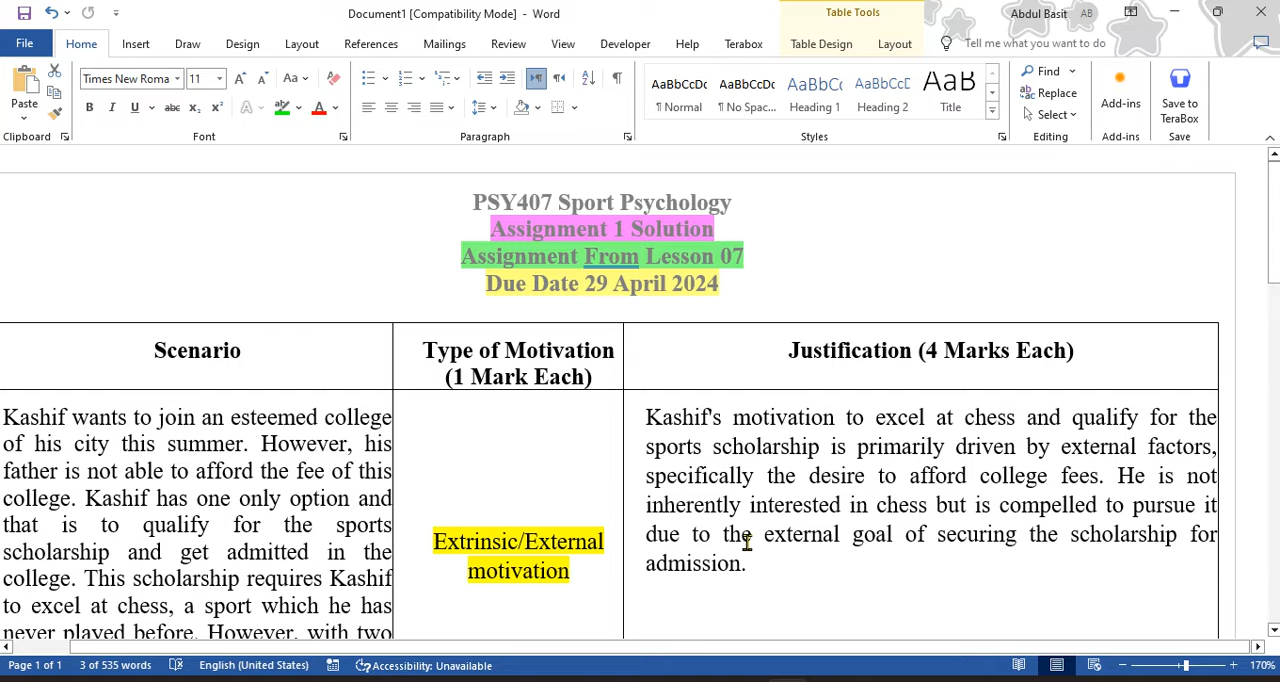 Document1 [Compatibility Mode] - Word
Table Tools
Abdul Basit AB
File Home Insert Draw Design Layout References Mailings Review View Developer Help Terabox Table Design Layout Tell me what you want to do
Times New Roma 11
Paste
Clipboard Font Paragraph
AaBbCcDc AaBbCcDc AaBbC AaBbCcD AaB
¶ Normal ¶ No Spac... Heading 1 Heading 2 Title
Styles
Find
Replace
Select
Editing
Add-ins
Add-ins
Save to
TeraBox
Save
PSY407 Sport Psychology
Assignment 1 Solution
Assignment From Lesson 07
Due Date 29 April 2024
Scenario
Type of Motivation
(1 Mark Each)
Justification (4 Marks Each)
Kashif wants to join an esteemed college
of his city this summer. However, his
father is not able to afford the fee of this
college. Kashif has one only option and
that is to qualify for the sports
scholarship and get admitted in the
college. This scholarship requires Kashif
to excel at chess, a sport which he has
never played before. However, with two
Extrinsic/External
motivation
Kashif's motivation to excel at chess and qualify for the
sports scholarship is primarily driven by external factors,
specifically the desire to afford college fees. He is not
inherently interested in chess but is compelled to pursue it
due to the external goal of securing the scholarship for
admission.
Page 1 of 1 3 of 535 words English (United States) Accessibility: Unavailable 170%